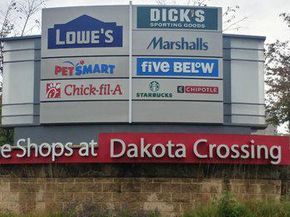 LOWE'S
DICK'S
SPORTING GOODS
Marshalls
PETSMART
five BELOW
Chick-fil-A
STARBUCKS
CHIPOTLE
e Shops at Dakota Crossing